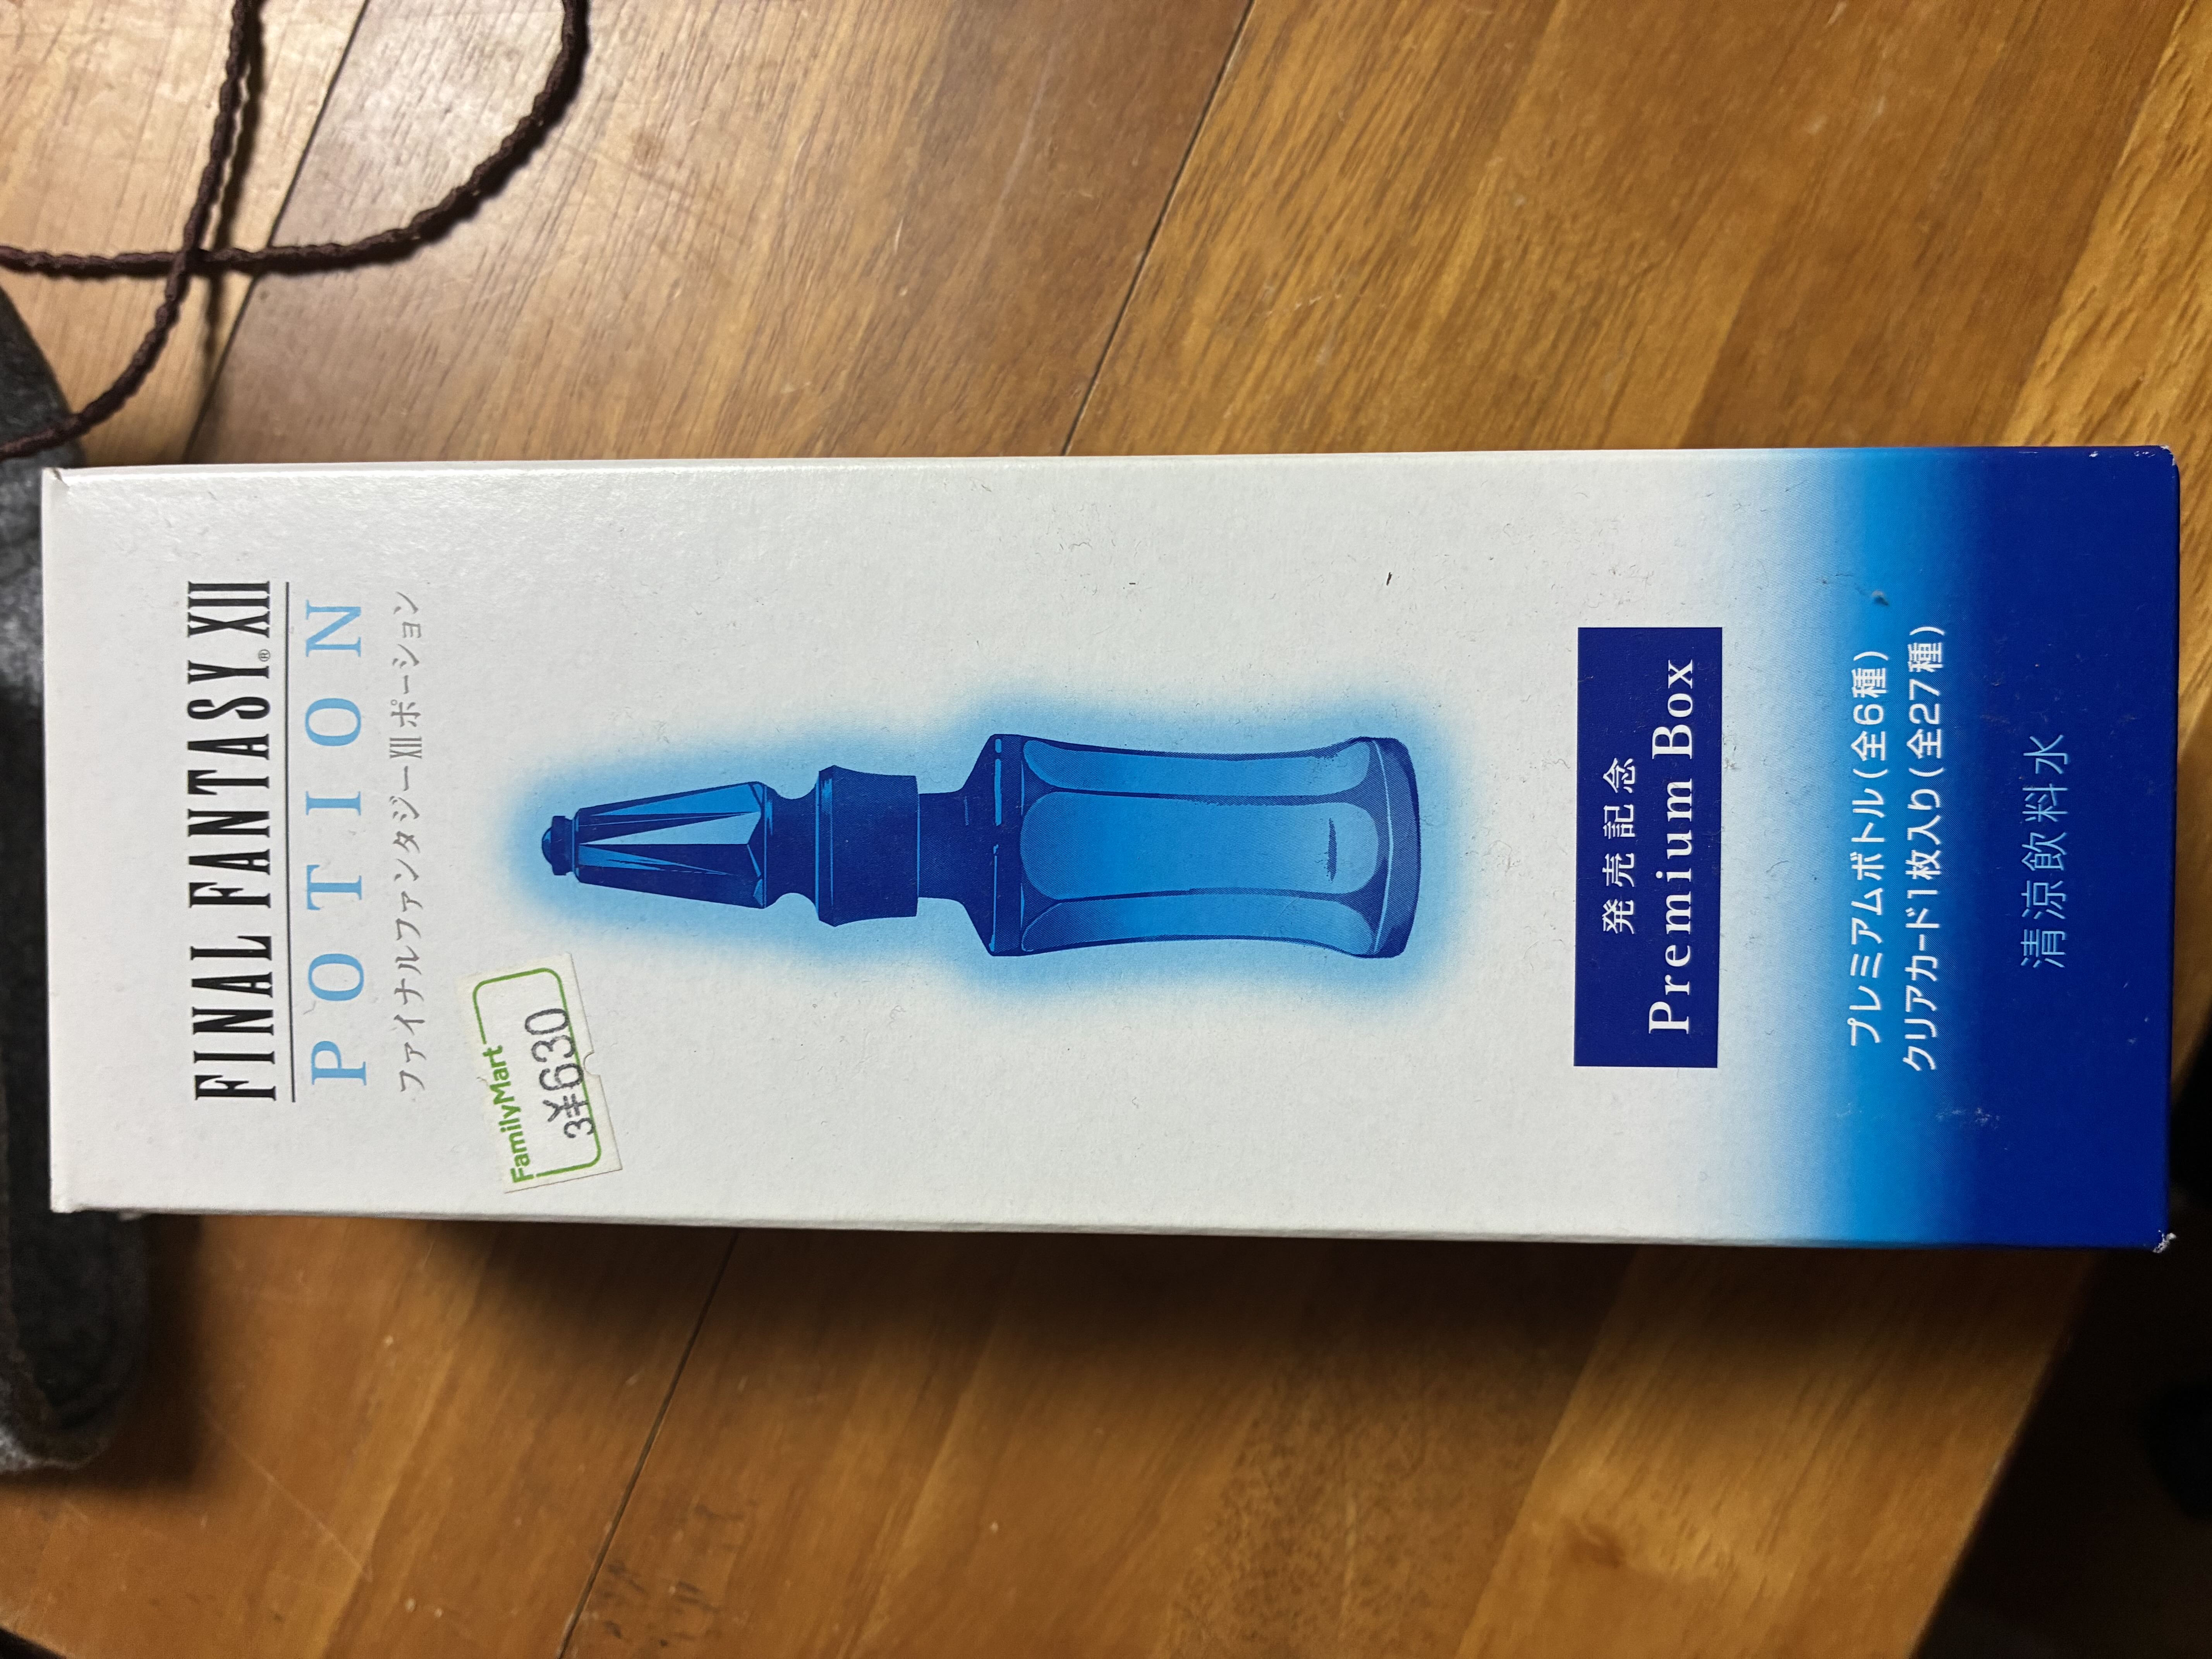 FINAL FANTASY® XII
POTION
ファイナルファンタジーXII ポーション
FamilyMart
3¥630
発売記念
Premium Box
プレミアムボトル(全6種)
クリアカード1枚入り(全27種)
清涼飲料水